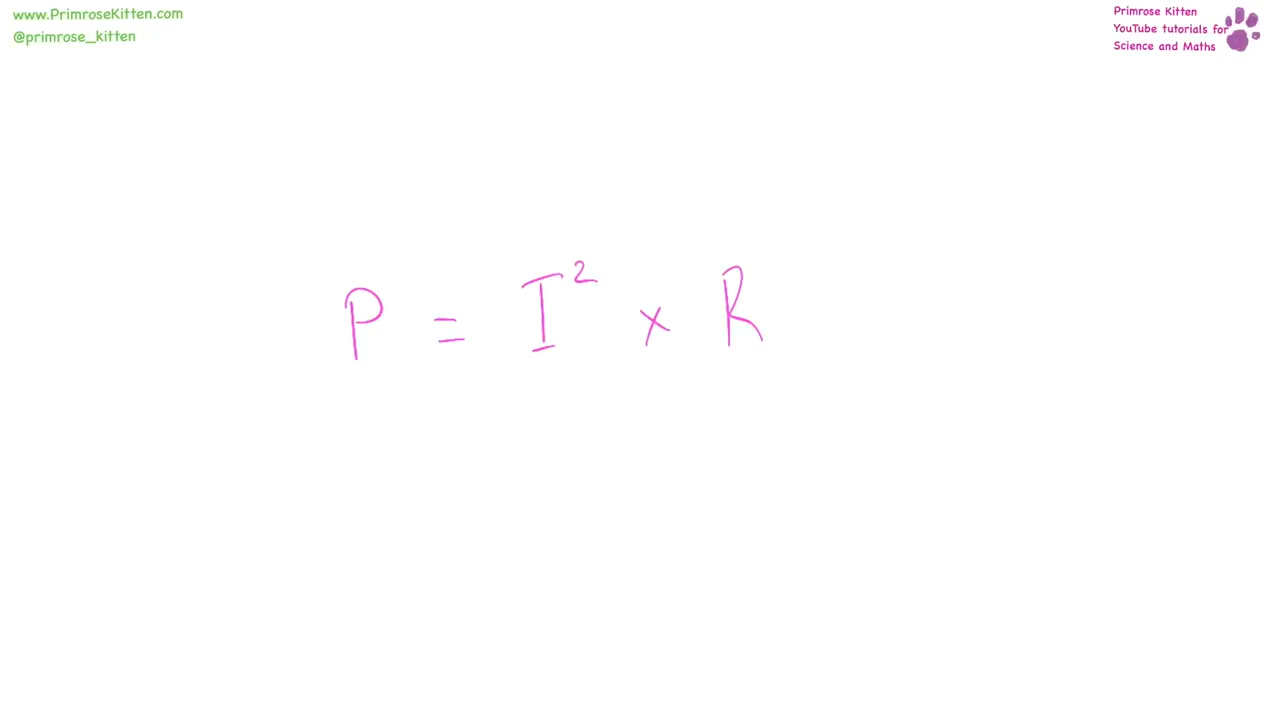 www.PrimroseKitten.com
@primrose_kitten
Primrose Kitten
YouTube tutorials for
Science and Maths
P = I² × R